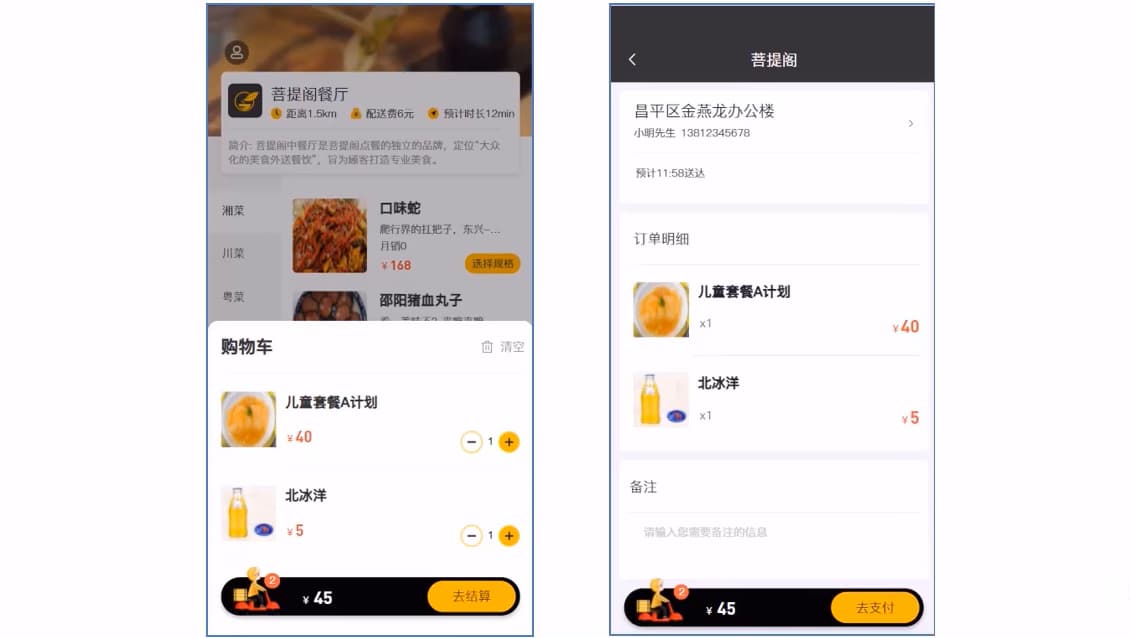 菩提阁餐厅
距离1.5km 配送费6元 预计时长12min
简介: 菩提阁中餐厅是菩提阁点餐的独立的品牌，定位“大众
化的美食外送餐饮”，旨为顾客打造专业美食。
湘菜
川菜
粤菜
口味蛇
爬行界的扛把子，东兴-...
月销0
¥168
选择规格
邵阳猪血丸子
购物车
清空
儿童套餐A计划
¥40
1
北冰洋
¥5
1
2
¥ 45
去结算
菩提阁
昌平区金燕龙办公楼
小明先生 13812345678
预计11:58送达
订单明细
儿童套餐A计划
x1
¥40
北冰洋
x1
¥5
备注
请输入您需要备注的信息
2
¥ 45
去支付